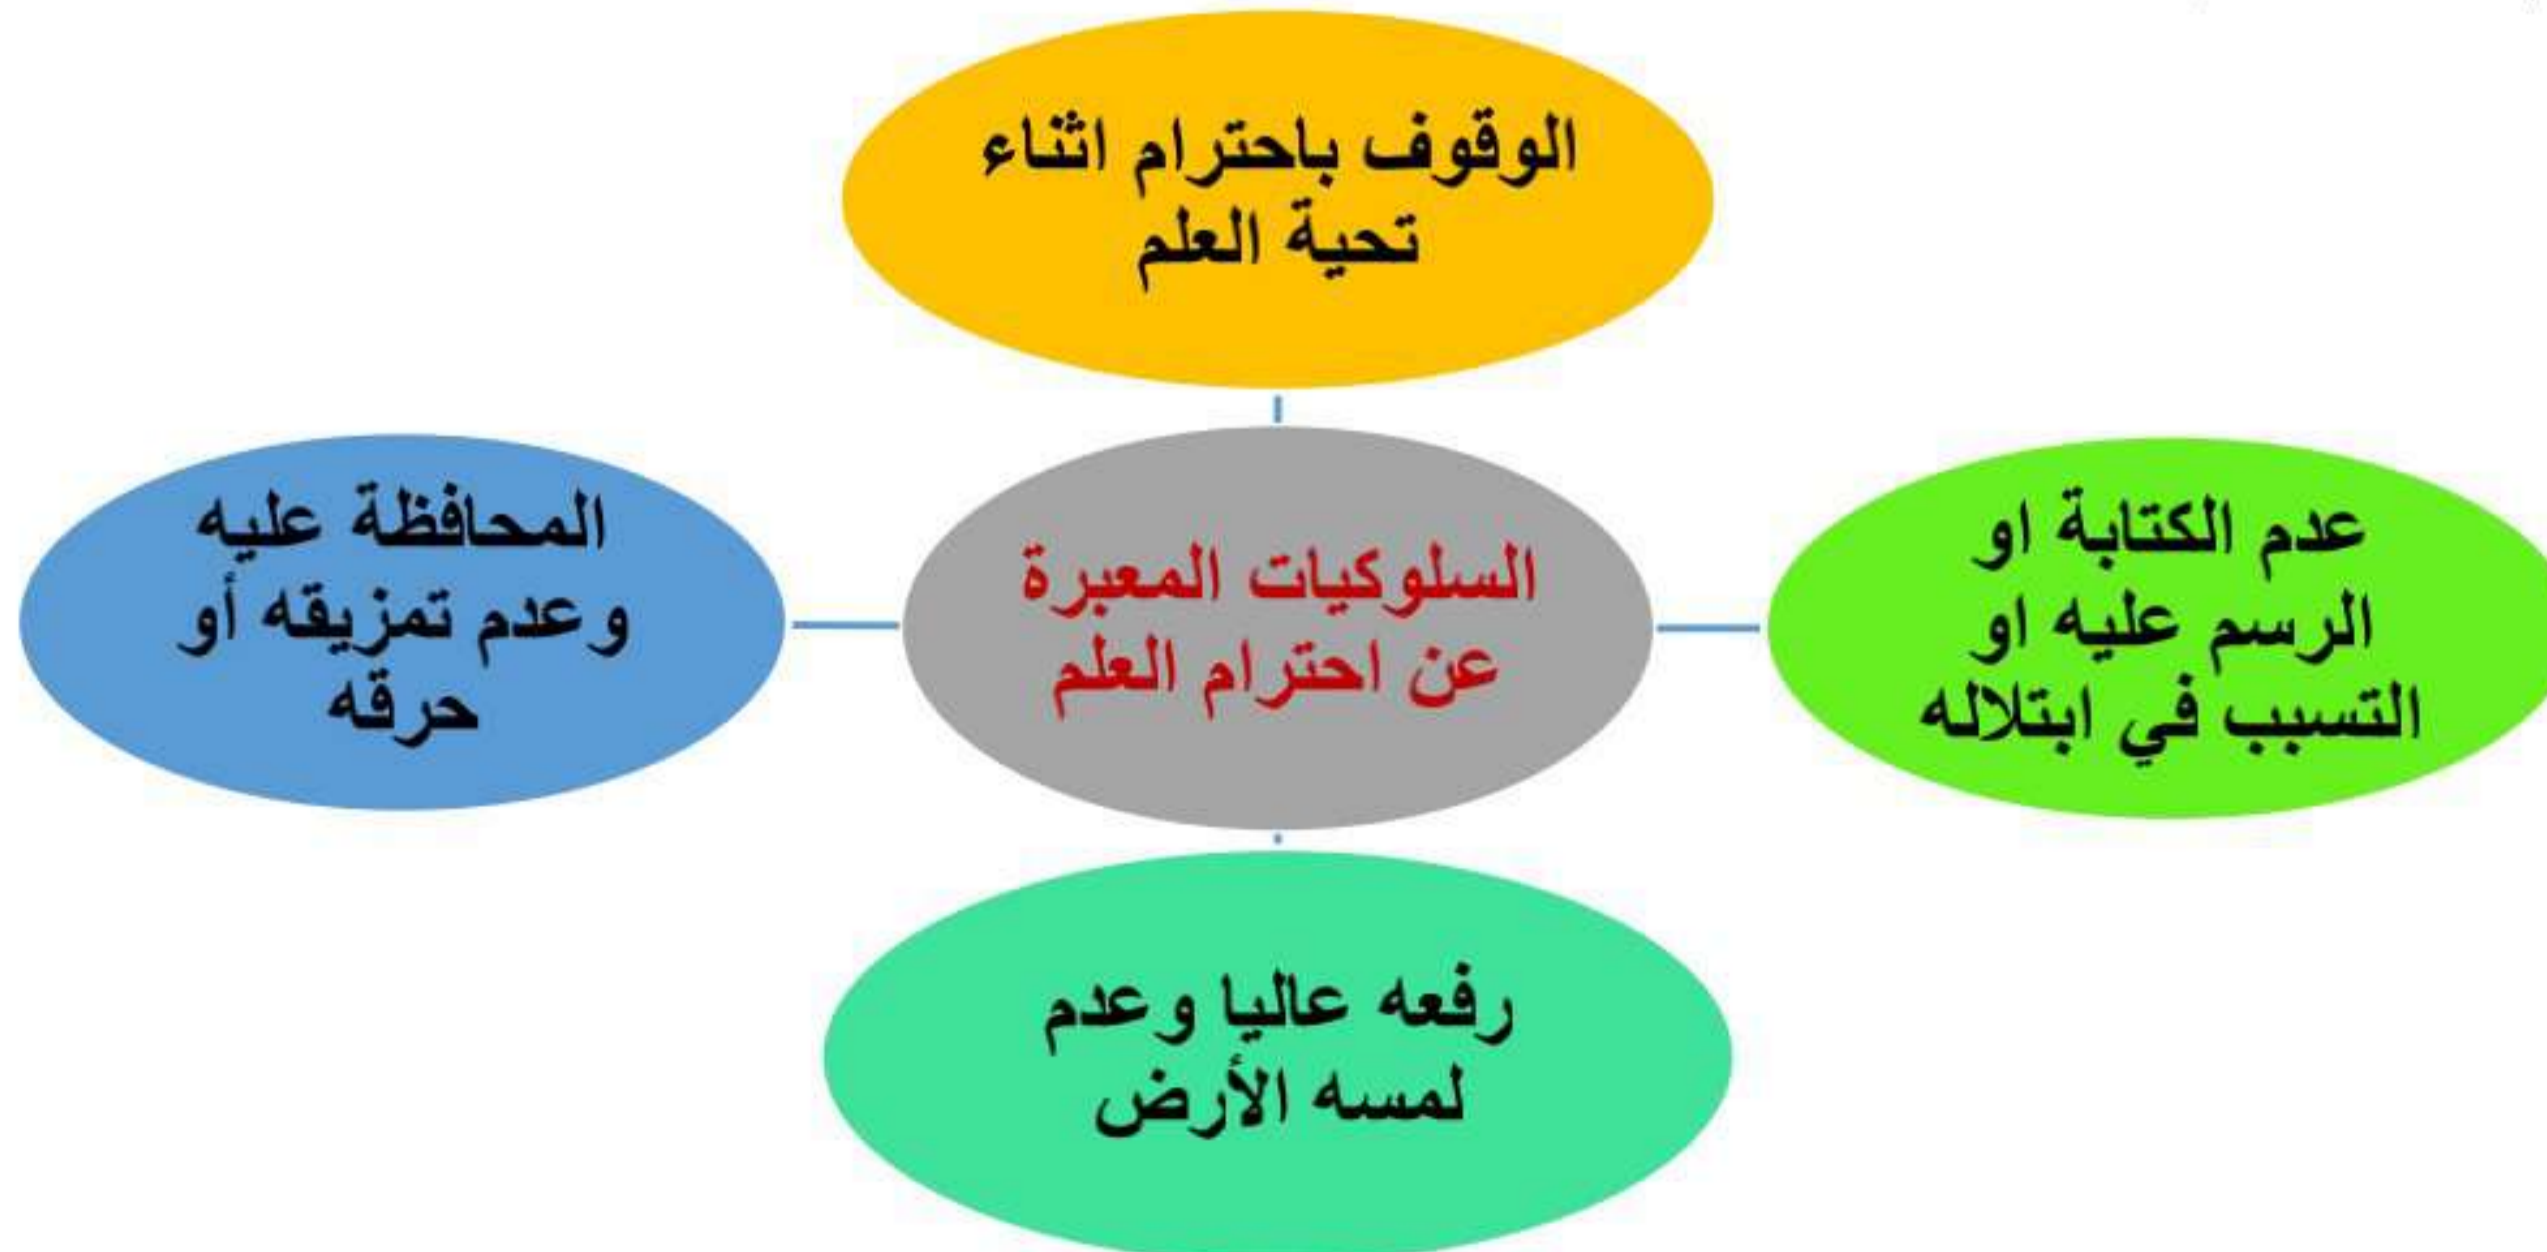 الوقوف باحترام اثناء
تحية العلم
عدم الكتابة او
الرسم عليه او
التسبب في ابتلاله
السلوكيات المعبرة
عن احترام العلم
المحافظة عليه
وعدم تمزيقه أو
حرقه
رفعه عاليا وعدم
لمسه الأرض